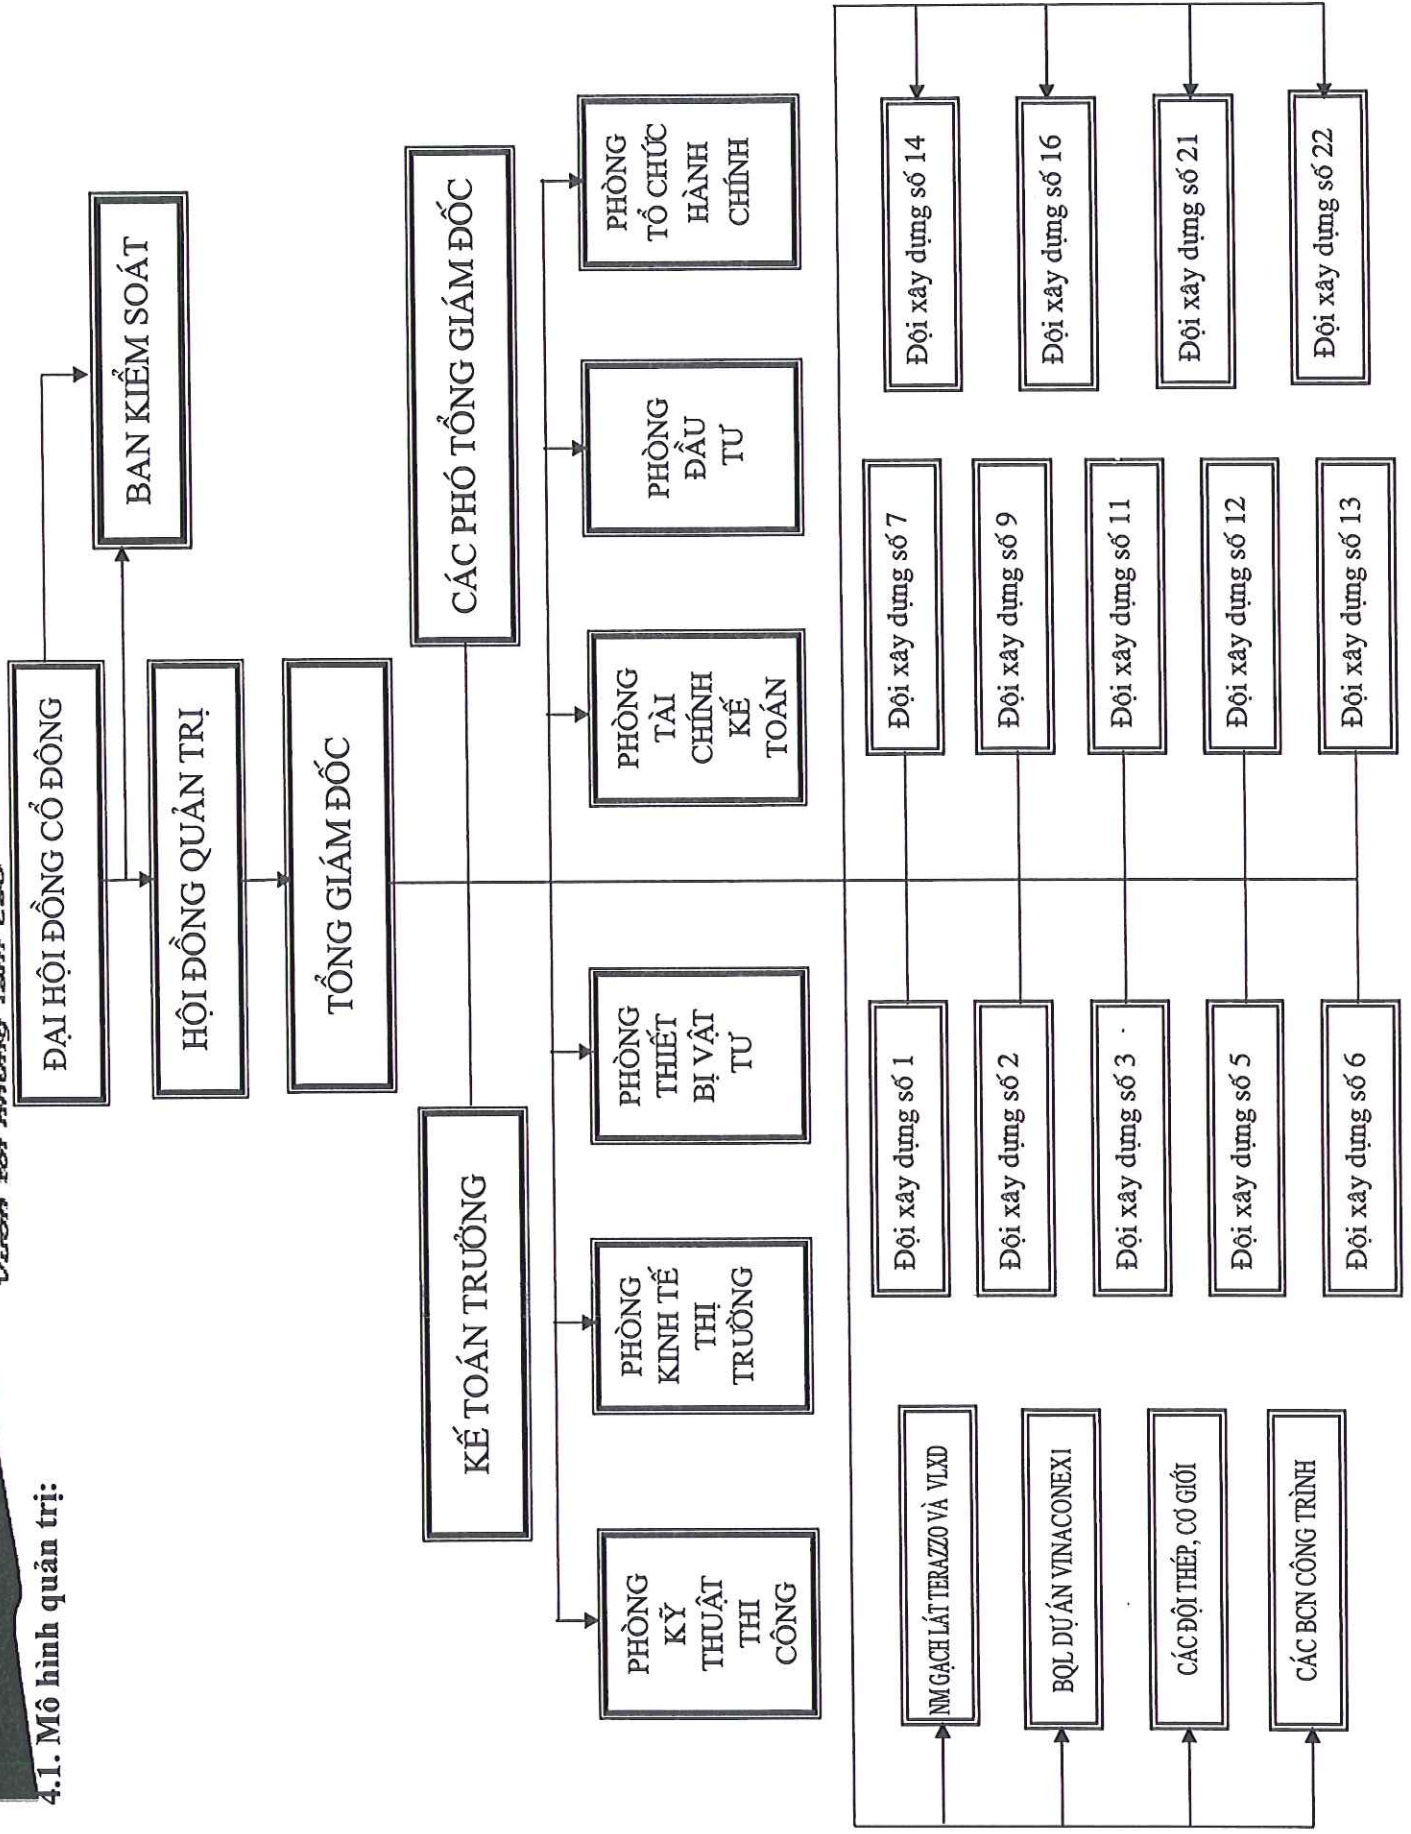 4.1. Mô hình quản trị:
ĐẠI HỘI ĐỒNG CỔ ĐÔNG
BAN KIỂM SOÁT
HỘI ĐỒNG QUẢN TRỊ
TỔNG GIÁM ĐỐC
KẾ TOÁN TRƯỞNG
CÁC PHÓ TỔNG GIÁM ĐỐC
PHÒNG
KỸ
THUẬT
THI
CÔNG
PHÒNG
KINH TẾ
THỊ
TRƯỜNG
PHÒNG
THIẾT
BỊ VẬT
TƯ
PHÒNG
TÀI
CHÍNH
KẾ
TOÁN
PHÒNG
ĐẦU
TƯ
PHÒNG
TỔ CHỨC
HÀNH
CHÍNH
NM GẠCH LÁT TERAZZO VÀ VLXD
BQL DỰ ÁN VINACONEX1
CÁC ĐỘI THÉP, CƠ GIỚI
CÁC BCN CÔNG TRÌNH
Đội xây dựng số 1
Đội xây dựng số 2
Đội xây dựng số 3
Đội xây dựng số 5
Đội xây dựng số 6
Đội xây dựng số 7
Đội xây dựng số 9
Đội xây dựng số 11
Đội xây dựng số 12
Đội xây dựng số 13
Đội xây dựng số 14
Đội xây dựng số 16
Đội xây dựng số 21
Đội xây dựng số 22